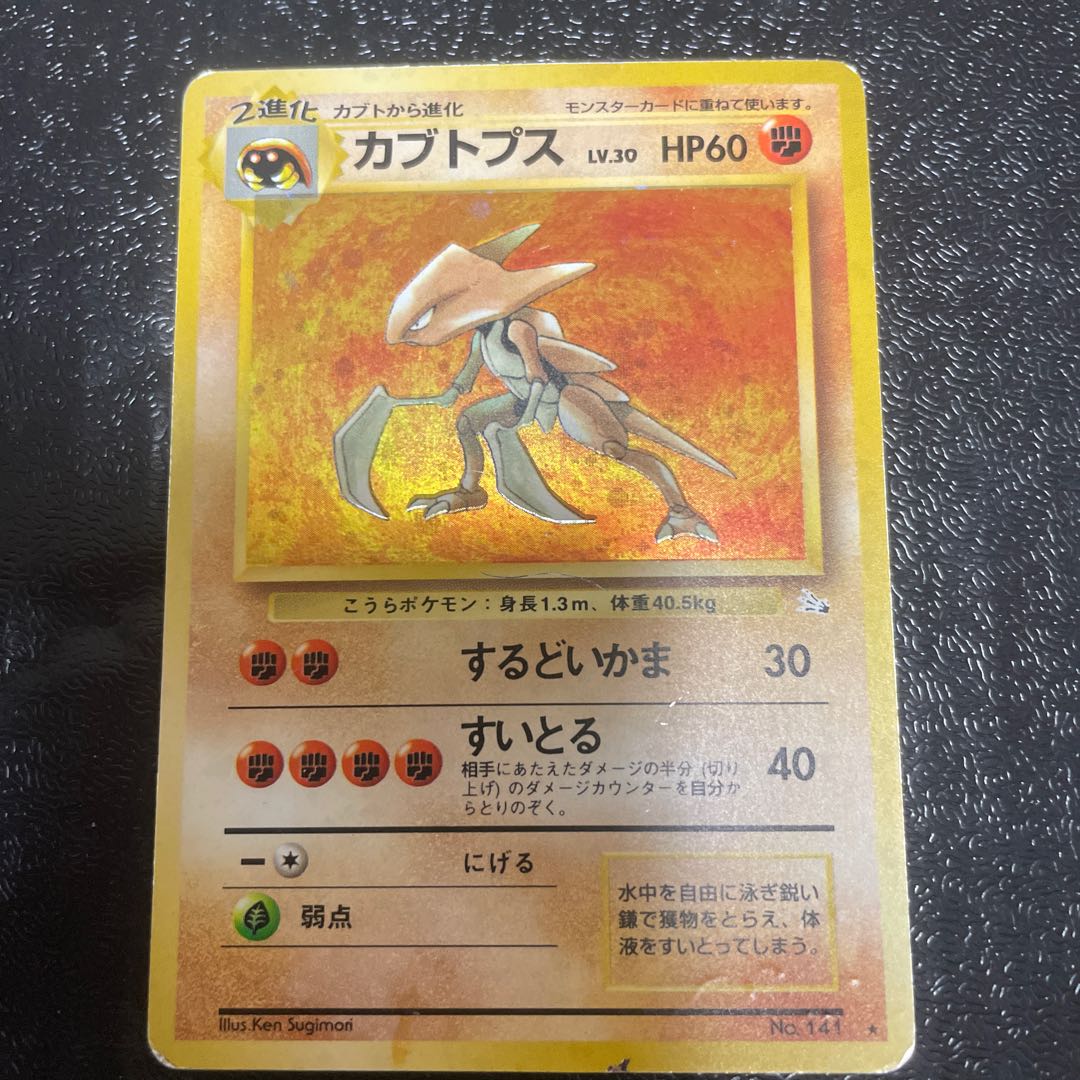 2進化 カブトから進化 モンスターカードに重ねて使います。
カブトプス LV.30 HP60
こうらポケモン：身長1.3m、体重40.5kg
するどいかま 30
すいとる 40
相手にあたえたダメージの半分 (切り
上げ) のダメージカウンターを自分か
らとりのぞく。
にげる
弱点
水中を自由に泳ぎ鋭い
鎌で獲物をとらえ、体
液をすいとってしまう。
Illus.Ken Sugimori No. 141 ★